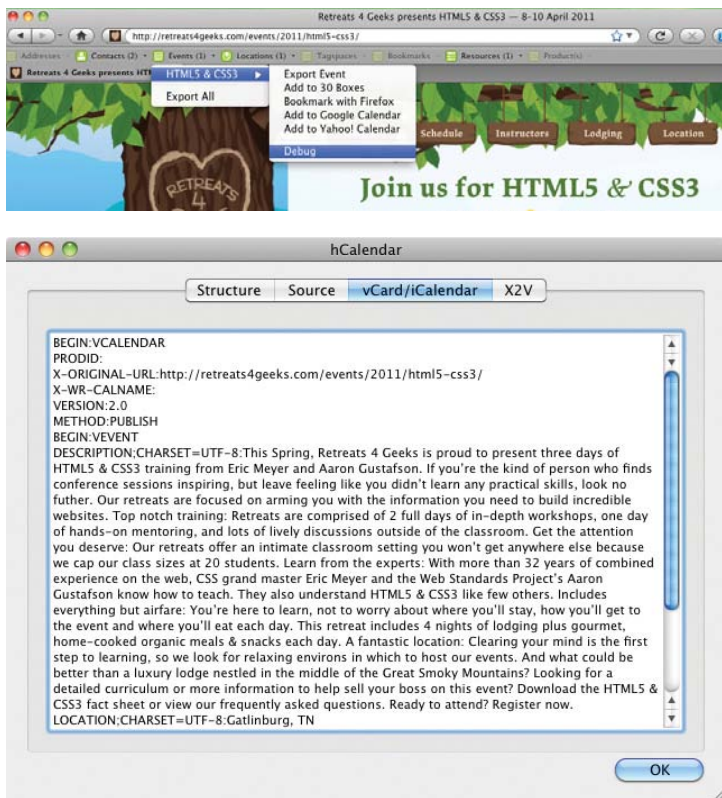 Retreats 4 Geeks presents HTML5 & CSS3 — 8–10 April 2011
http://retreats4geeks.com/events/2011/html5-css3/
Addresses Contacts (2) Events (1) Locations (1) Tagspaces Bookmarks Resources (1) Product(s)
Retreats 4 Geeks presents HT
HTML5 & CSS3
Export All
Export Event
Add to 30 Boxes
Bookmark with Firefox
Add to Google Calendar
Add to Yahoo! Calendar
Debug
Schedule Instructors Lodging Location
RETREATS
4
Join us for HTML5 & CSS3
hCalendar
Structure Source vCard/iCalendar X2V
BEGIN:VCALENDAR
PRODID:
X-ORIGINAL-URL:http://retreats4geeks.com/events/2011/html5-css3/
X-WR-CALNAME:
VERSION:2.0
METHOD:PUBLISH
BEGIN:VEVENT
DESCRIPTION;CHARSET=UTF-8:This Spring, Retreats 4 Geeks is proud to present three days of
HTML5 & CSS3 training from Eric Meyer and Aaron Gustafson. If you're the kind of person who finds
conference sessions inspiring, but leave feeling like you didn't learn any practical skills, look no
futher. Our retreats are focused on arming you with the information you need to build incredible
websites. Top notch training: Retreats are comprised of 2 full days of in-depth workshops, one day
of hands-on mentoring, and lots of lively discussions outside of the classroom. Get the attention
you deserve: Our retreats offer an intimate classroom setting you won't get anywhere else because
we cap our class sizes at 20 students. Learn from the experts: With more than 32 years of combined
experience on the web, CSS grand master Eric Meyer and the Web Standards Project's Aaron
Gustafson know how to teach. They also understand HTML5 & CSS3 like few others. Includes
everything but airfare: You're here to learn, not to worry about where you'll stay, how you'll get to
the event and where you'll eat each day. This retreat includes 4 nights of lodging plus gourmet,
home-cooked organic meals & snacks each day. A fantastic location: Clearing your mind is the first
step to learning, so we look for relaxing environs in which to host our events. And what could be
better than a luxury lodge nestled in the middle of the Great Smoky Mountains? Looking for a
detailed curriculum or more information to help sell your boss on this event? Download the HTML5 &
CSS3 fact sheet or view our frequently asked questions. Ready to attend? Register now.
LOCATION;CHARSET=UTF-8:Gatlinburg, TN
OK